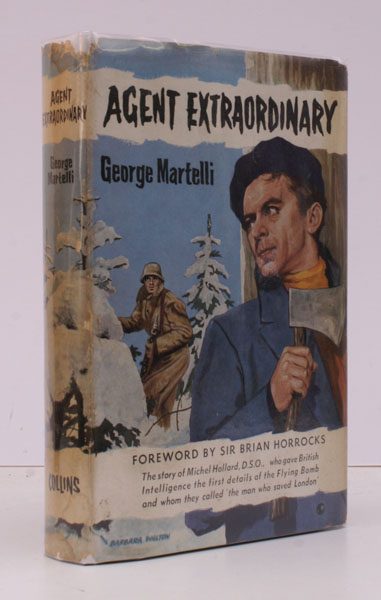 AGENT
EXTRAORDINARY
George
Martelli
COLLINS
AGENT EXTRAORDINARY
George Martelli
FOREWORD BY SIR BRIAN HORROCKS
The story of Michel Hollard, D.S.O., who gave British
Intelligence the first details of the Flying Bomb
and whom they called 'the man who saved London'
BARBARA WALTON